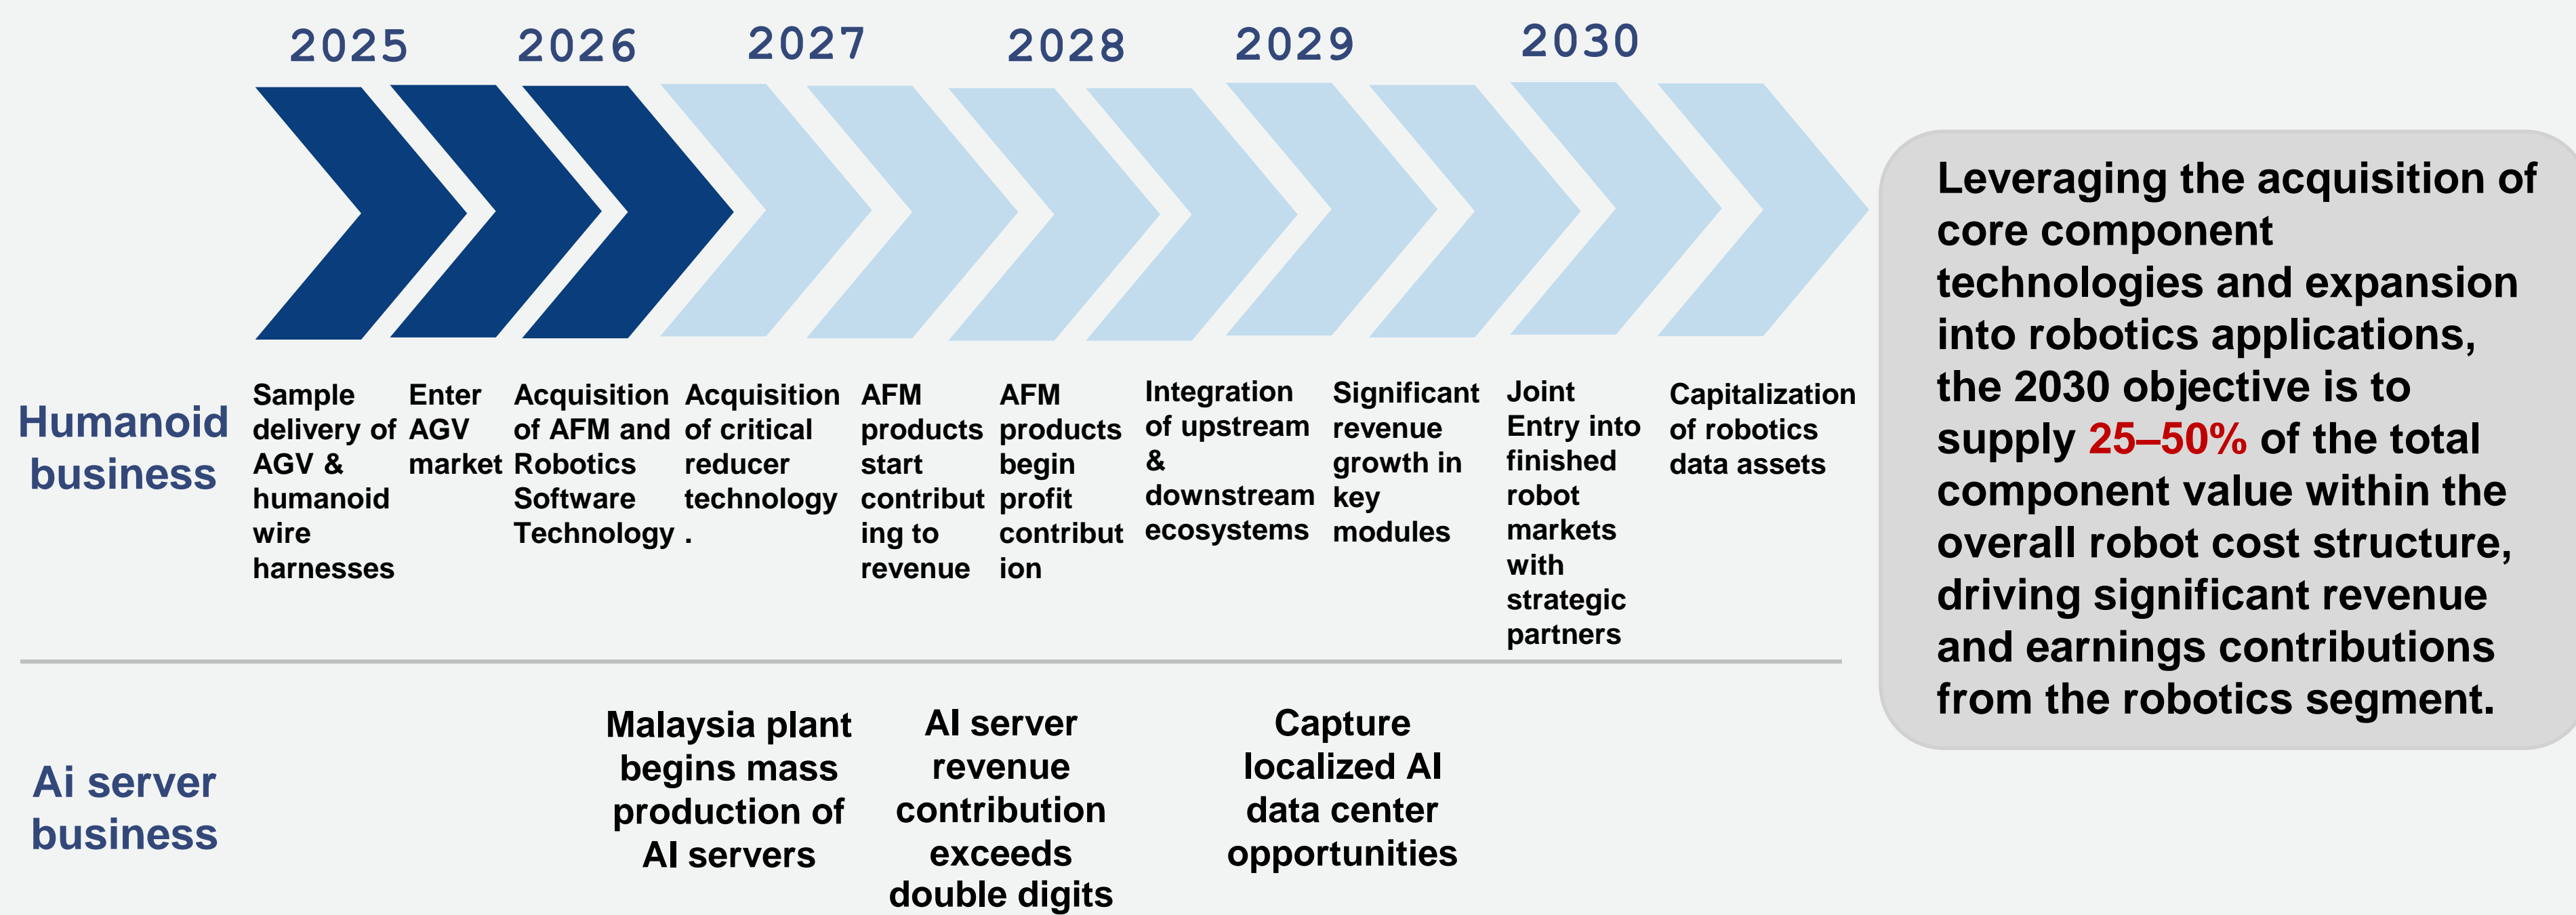 2025 2026 2027 2028 2029 2030
Humanoid
business
Sample
delivery of
AGV &
humanoid
wire
harnesses
Enter
AGV
market
Acquisition
of AFM and
Robotics
Software
Technology
Acquisition
of critical
reducer
technology
.
AFM
products
start
contribut
ing to
revenue
AFM
products
begin
profit
contribut
ion
Integration
of upstream
&
downstream
ecosystems
Significant
revenue
growth in
key
modules
Joint
Entry into
finished
robot
markets
with
strategic
partners
Capitalization
of robotics
data assets
Ai server
business
Malaysia plant
begins mass
production of
AI servers
AI server
revenue
contribution
exceeds
double digits
Capture
localized AI
data center
opportunities
Leveraging the acquisition of
core component
technologies and expansion
into robotics applications,
the 2030 objective is to
supply 25–50% of the total
component value within the
overall robot cost structure,
driving significant revenue
and earnings contributions
from the robotics segment.